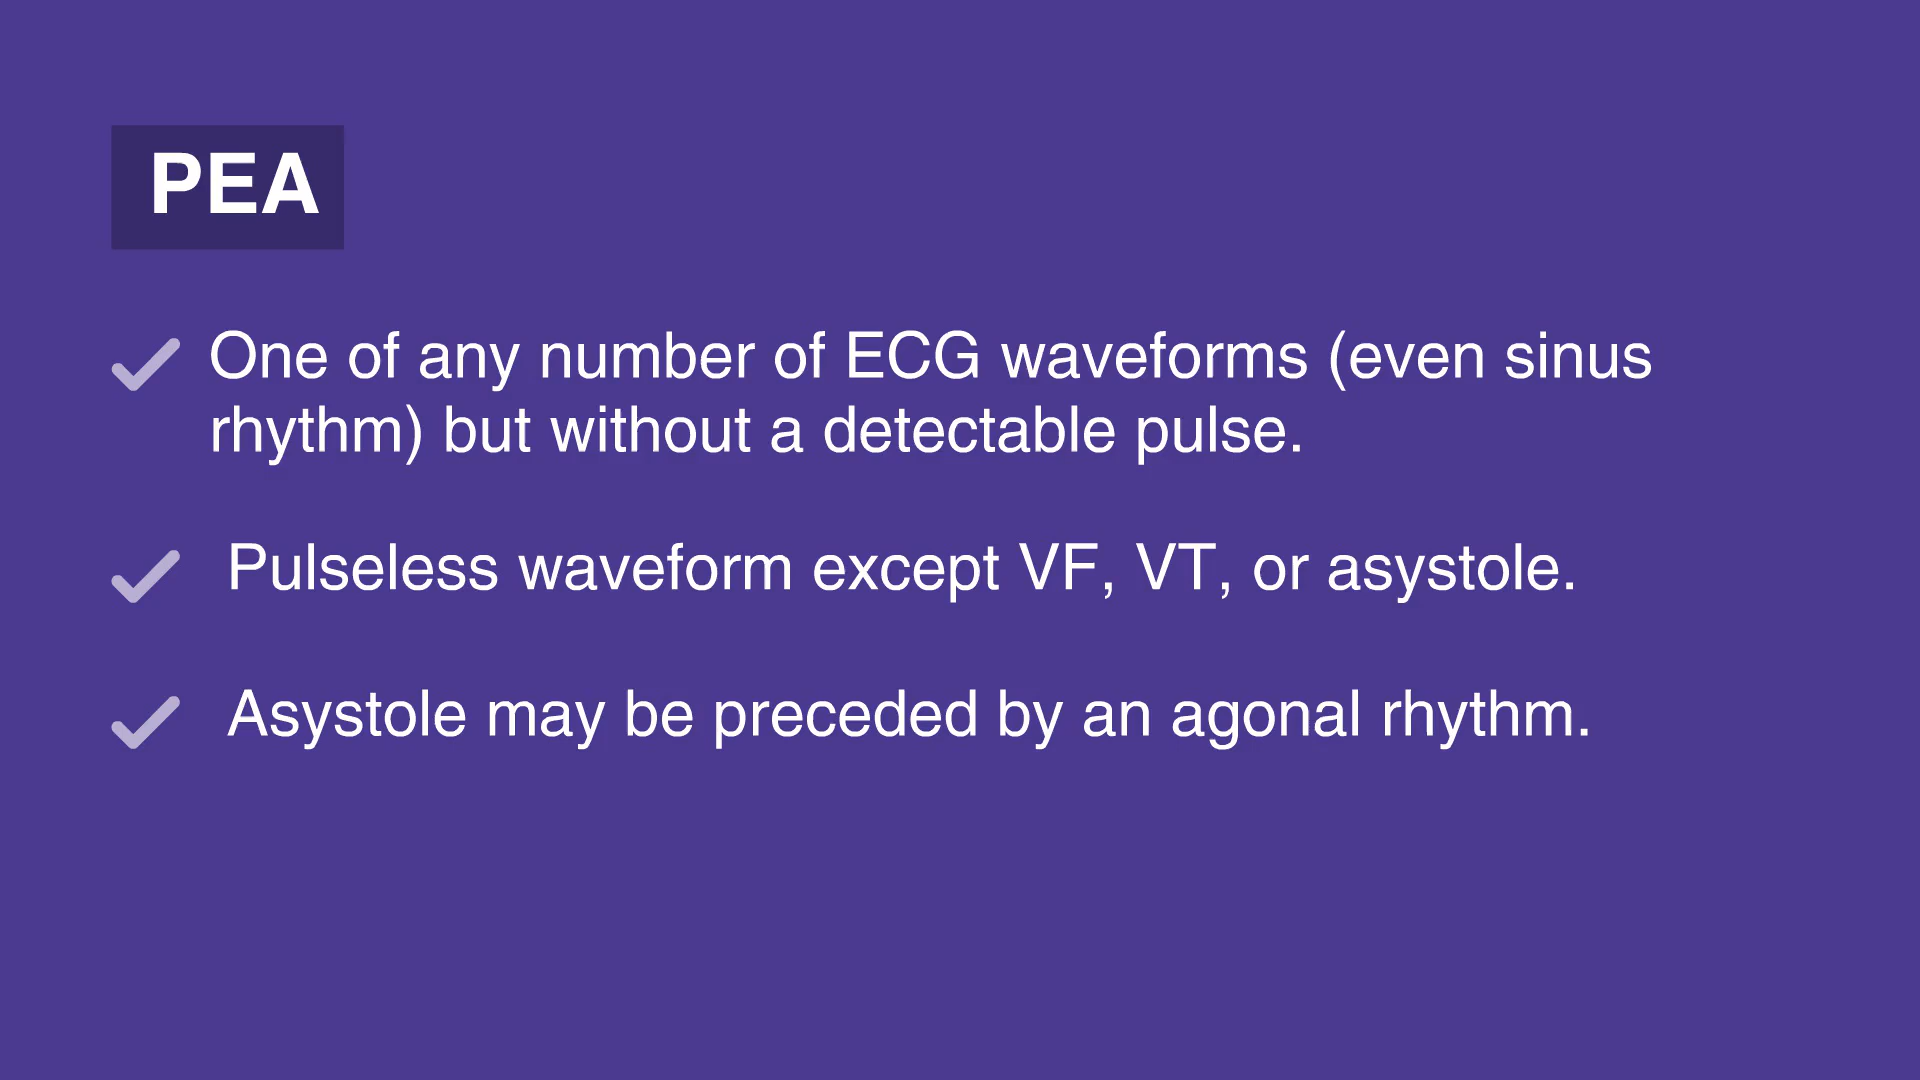 PEA
One of any number of ECG waveforms (even sinus
rhythm) but without a detectable pulse.
Pulseless waveform except VF, VT, or asystole.
Asystole may be preceded by an agonal rhythm.